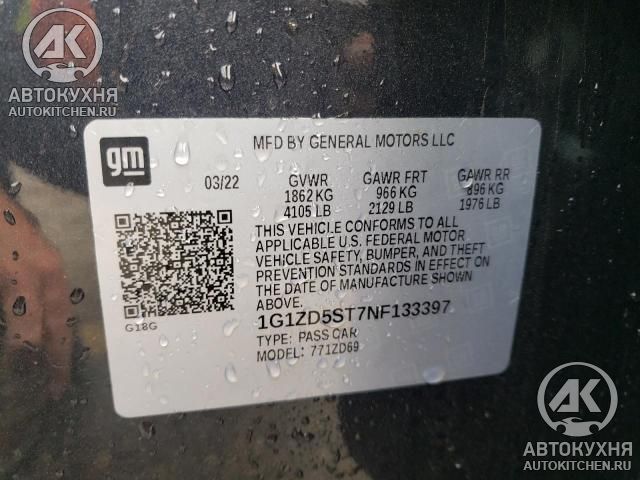 АВТОКУХНЯ
AUTOKITCHEN.RU
gm
MFD BY GENERAL MOTORS LLC
03/22 GVWR GAWR FRT GAWR RR
1862 KG 966 KG 896 KG
4105 LB 2129 LB 1976 LB
THIS VEHICLE CONFORMS TO ALL
APPLICABLE U.S. FEDERAL MOTOR
VEHICLE SAFETY, BUMPER, AND THEFT
PREVENTION STANDARDS IN EFFECT ON
THE DATE OF MANUFACTURE SHOWN
ABOVE.
G18G
1G1ZD5ST7NF133397
TYPE: PASS CAR
MODEL: 771ZD69
АК
АВТОКУХНЯ
AUTOKITCHEN.RU